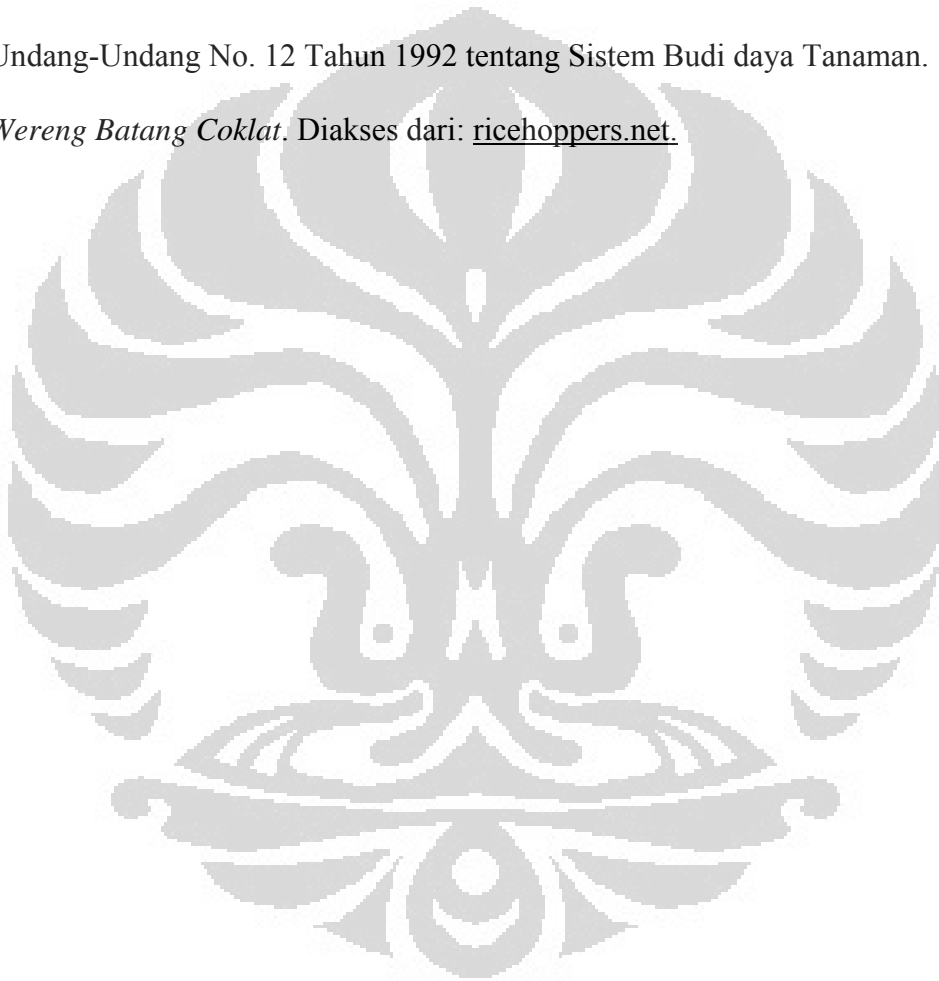 Undang-Undang No. 12 Tahun 1992 tentang Sistem Budi daya Tanaman.
Wereng Batang Coklat. Diakses dari: ricehoppers.net.